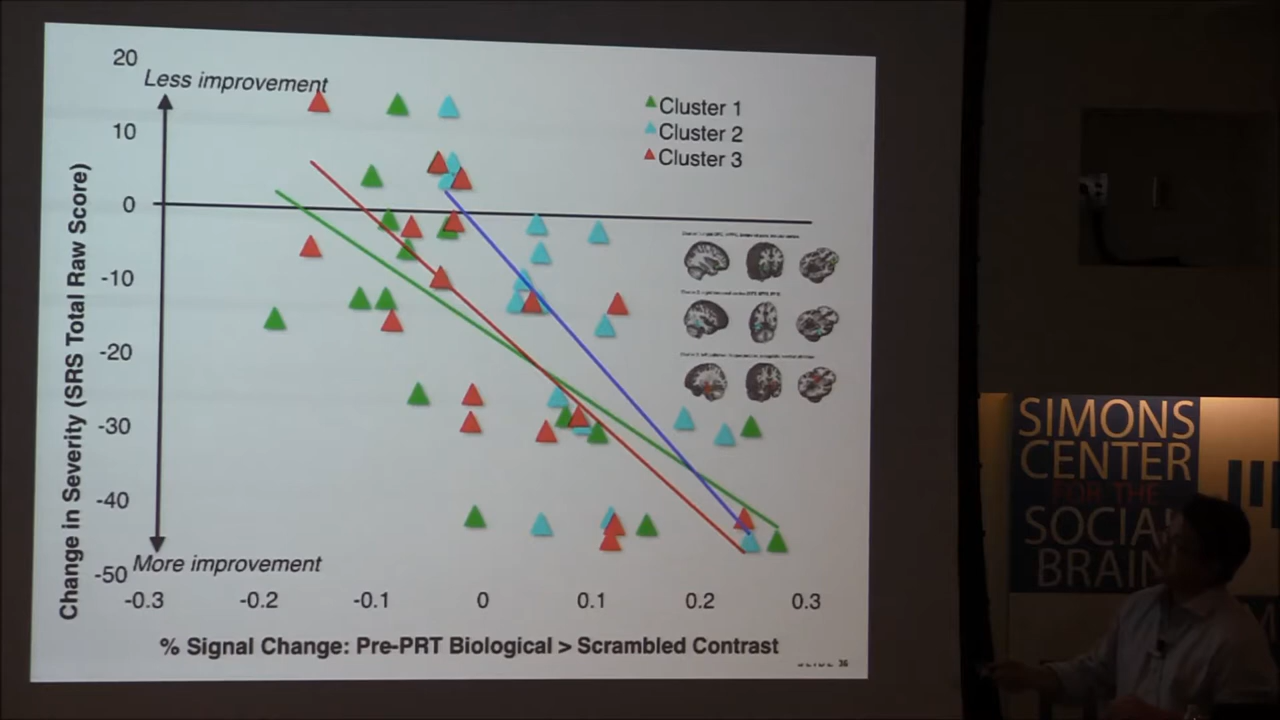 20
Less improvement
10
0
-10
-20
-30
-40
-50
Change in Severity (SRS Total Raw Score)
Cluster 1
Cluster 2
Cluster 3
More improvement
-0.3 -0.2 -0.1 0 0.1 0.2 0.3
% Signal Change: Pre-PRT Biological > Scrambled Contrast
SLIDE 36
SIMONS
CENTER
FOR THE
SOCIAL
BRAIN